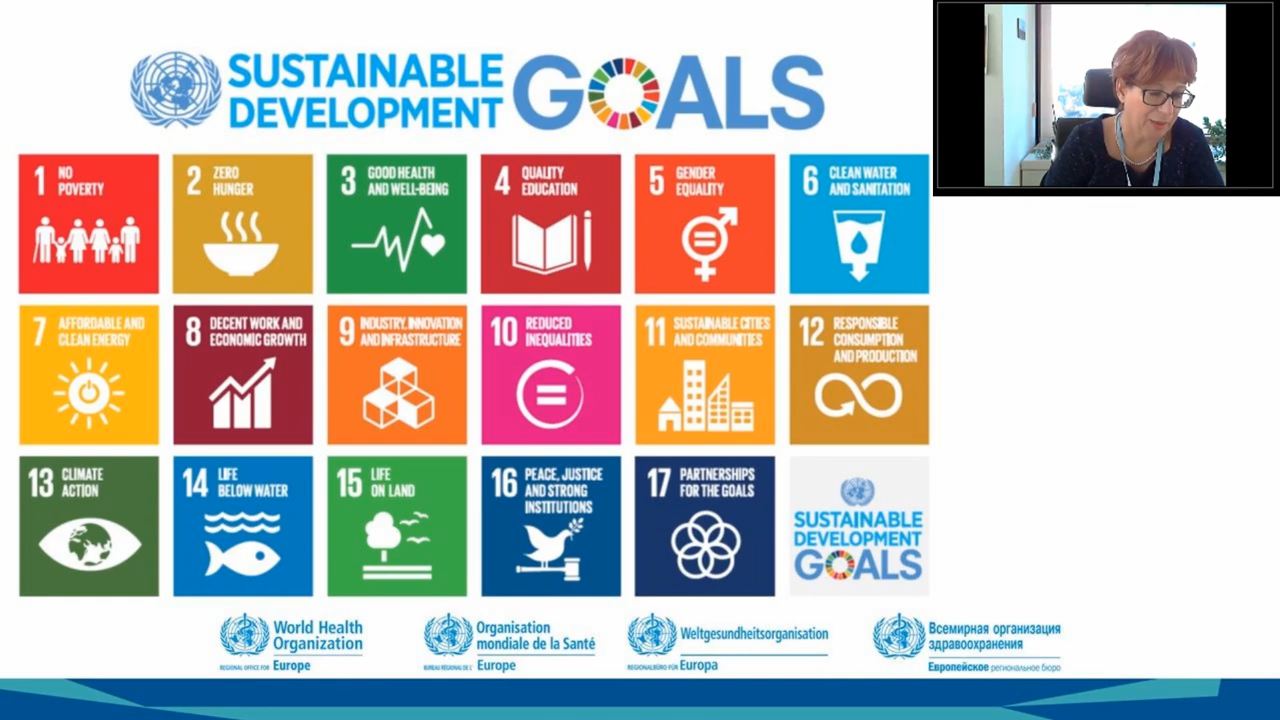 SUSTAINABLE
DEVELOPMENT
GOALS
1 NO
POVERTY
2 ZERO
HUNGER
3 GOOD HEALTH
AND WELL-BEING
4 QUALITY
EDUCATION
5 GENDER
EQUALITY
6 CLEAN WATER
AND SANITATION
7 AFFORDABLE AND
CLEAN ENERGY
8 DECENT WORK AND
ECONOMIC GROWTH
9 INDUSTRY, INNOVATION
AND INFRASTRUCTURE
10 REDUCED
INEQUALITIES
11 SUSTAINABLE CITIES
AND COMMUNITIES
12 RESPONSIBLE
CONSUMPTION
AND PRODUCTION
13 CLIMATE
ACTION
14 LIFE
BELOW WATER
15 LIFE
ON LAND
16 PEACE, JUSTICE
AND STRONG
INSTITUTIONS
17 PARTNERSHIPS
FOR THE GOALS
SUSTAINABLE
DEVELOPMENT
GOALS
World Health
Organization
REGIONAL OFFICE FOR Europe
Organisation
mondiale de la Santé
BUREAU RÉGIONAL DE L' Europe
Weltgesundheitsorganisation
REGIONALBÜRO FÜR Europa
Всемирная организация
здравоохранения
Европейское региональное бюро